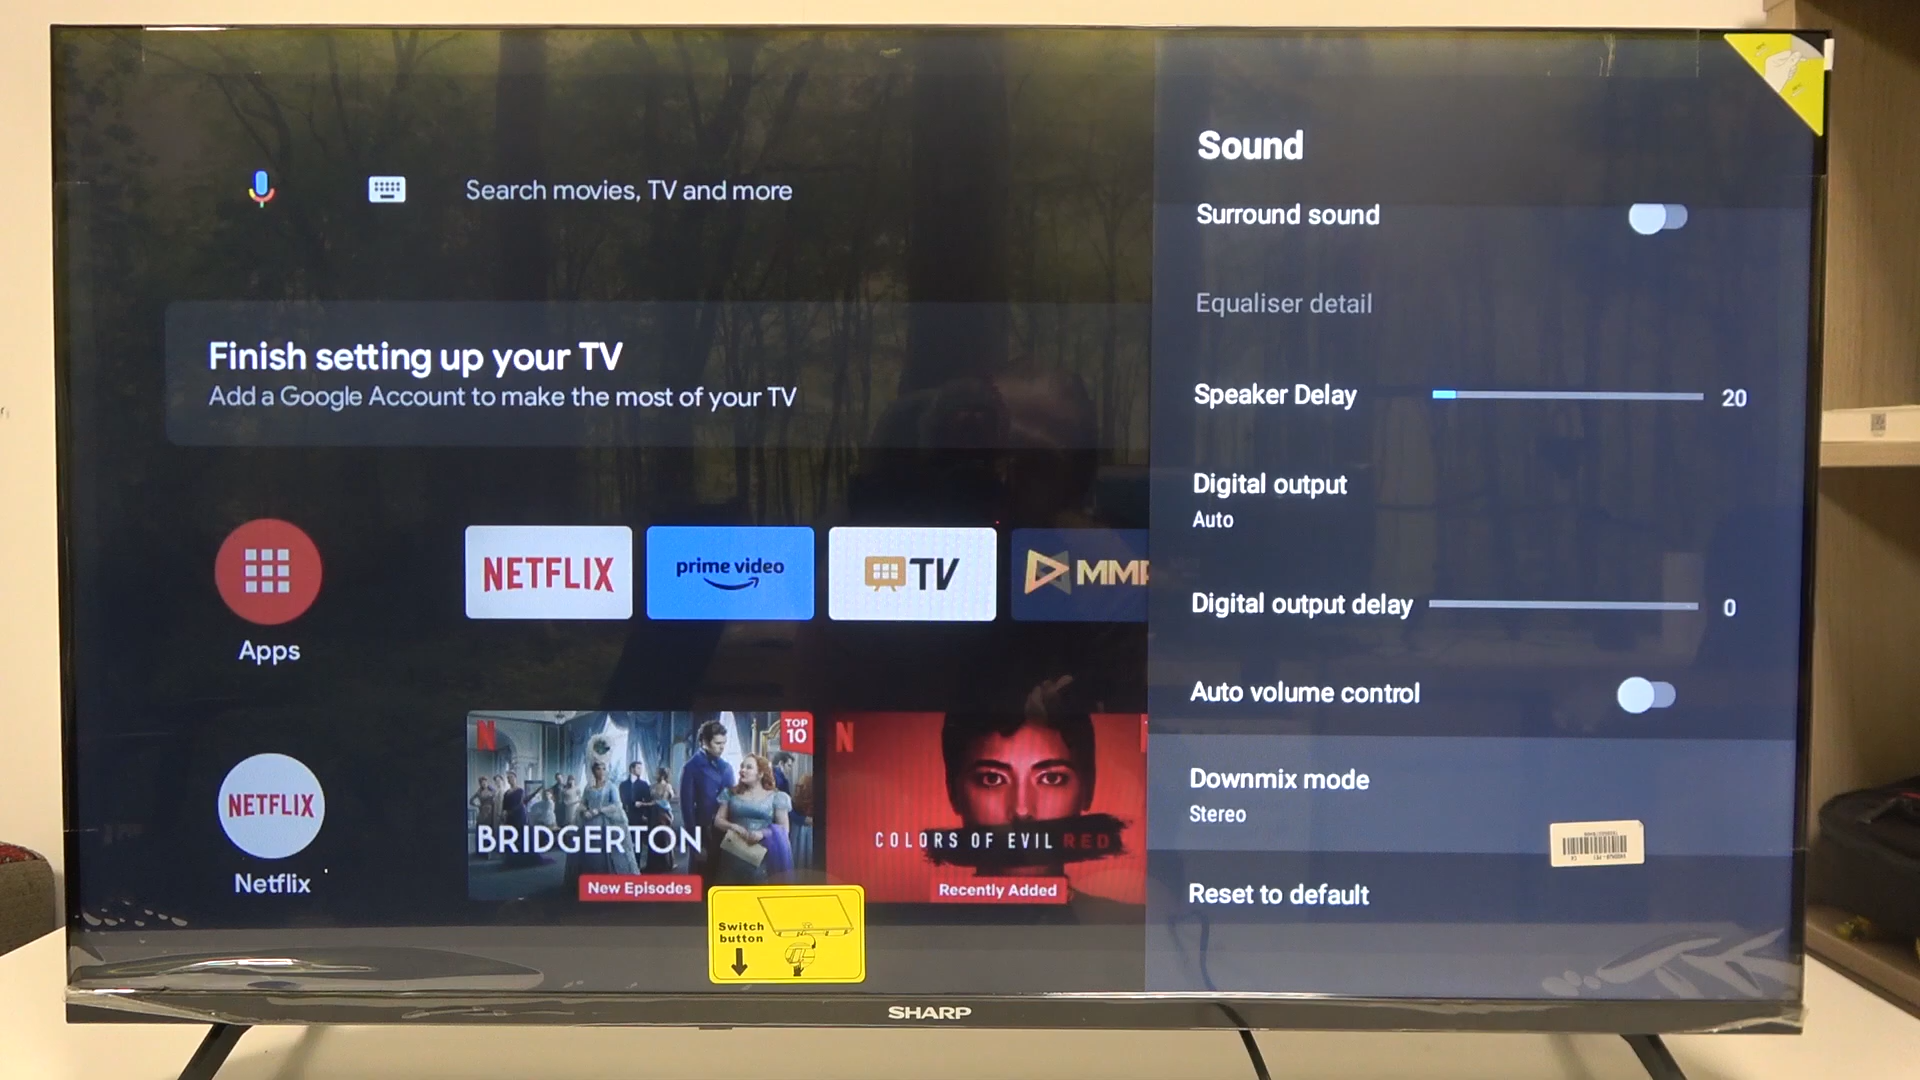 Search movies, TV and more
Finish setting up your TV
Add a Google Account to make the most of your TV
Apps
NETFLIX
prime video
TV
Netflix
NETFLIX
N
TOP
10
BRIDGERTON
New Episodes
N
COLORS OF EVIL RED
Recently Added
Sound
Surround sound
Equaliser detail
Speaker Delay 20
Digital output
Auto
Digital output delay 0
Auto volume control
Downmix mode
Stereo
Reset to default
Switch
button
SHARP